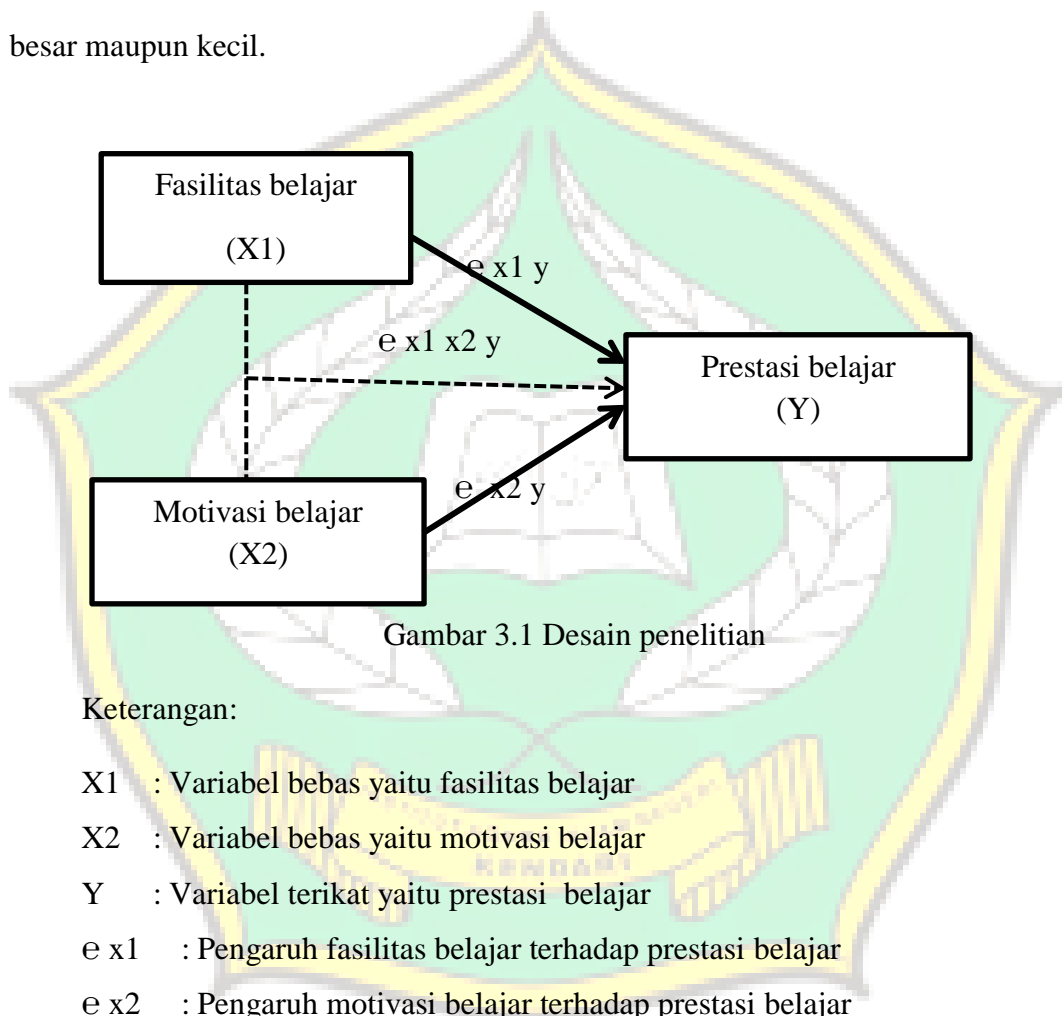 besar maupun kecil.
Fasilitas belajar
(X1)
℮ x1 y
℮ x1 x2 y
Prestasi belajar
(Y)
℮ x2 y
Motivasi belajar
(X2)
Gambar 3.1 Desain penelitian
Keterangan:
X1 : Variabel bebas yaitu fasilitas belajar
X2 : Variabel bebas yaitu motivasi belajar
Y : Variabel terikat yaitu prestasi belajar
℮ x1 : Pengaruh fasilitas belajar terhadap prestasi belajar
℮ x2 : Pengaruh motivasi belajar terhadap prestasi belajar
KENDARI